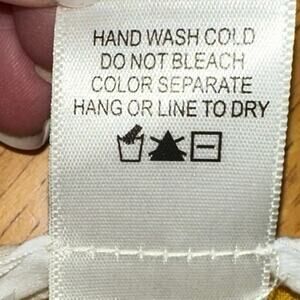 HAND WASH COLD
DO NOT BLEACH
COLOR SEPARATE
HANG OR LINE TO DRY